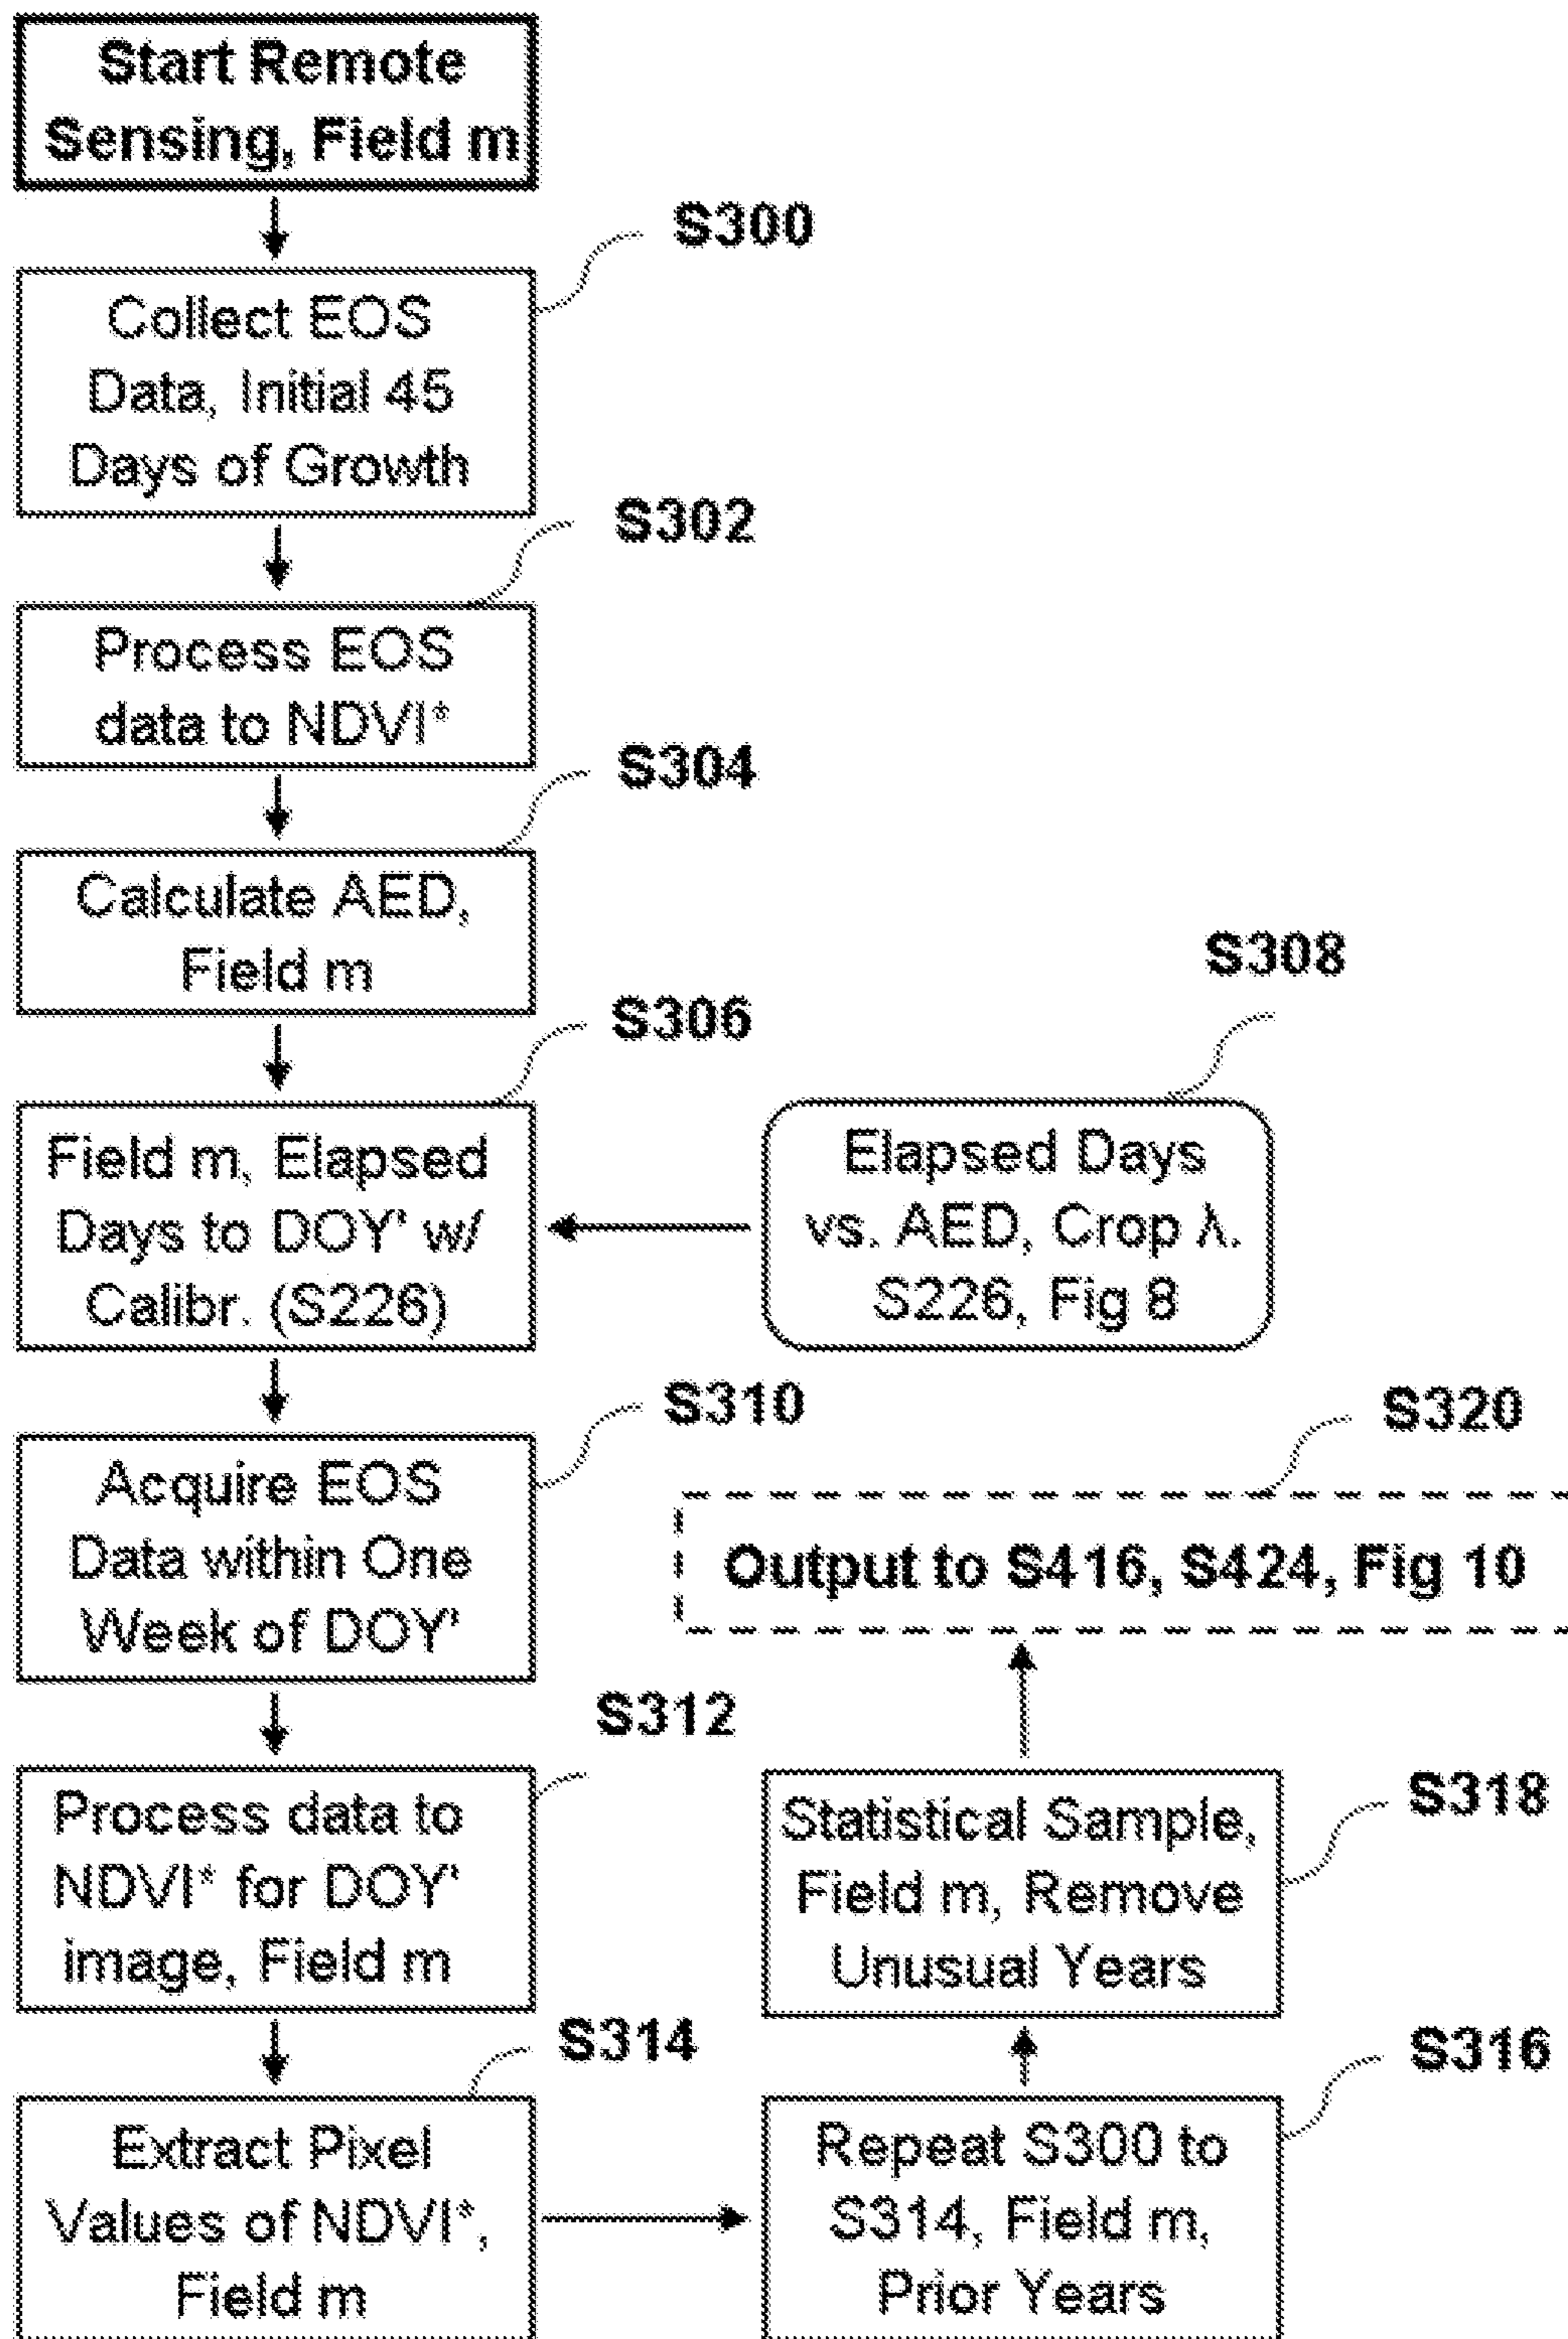 Start Remote
Sensing, Field m
S300
Collect EOS
Data, Initial 45
Days of Growth
S302
Process EOS
data to NDVI*
S304
Calculate AED,
Field m
S306
Field m, Elapsed
Days to DOY' w/
Calibr. (S226)
S308
Elapsed Days
vs. AED, Crop λ.
S226, Fig 8
S310
Acquire EOS
Data within One
Week of DOY'
S312
Process data to
NDVI* for DOY'
image, Field m
S314
Extract Pixel
Values of NDVI*,
Field m
S316
Repeat S300 to
S314, Field m,
Prior Years
S318
Statistical Sample,
Field m, Remove
Unusual Years
S320
Output to S416, S424, Fig 10